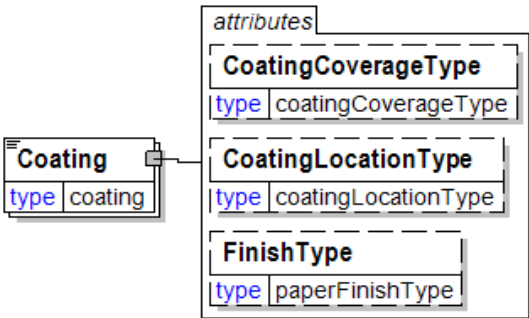 attributes
CoatingCoverageType
type coatingCoverageType
Coating
type coating
CoatingLocationType
type coatingLocationType
FinishType
type paperFinishType